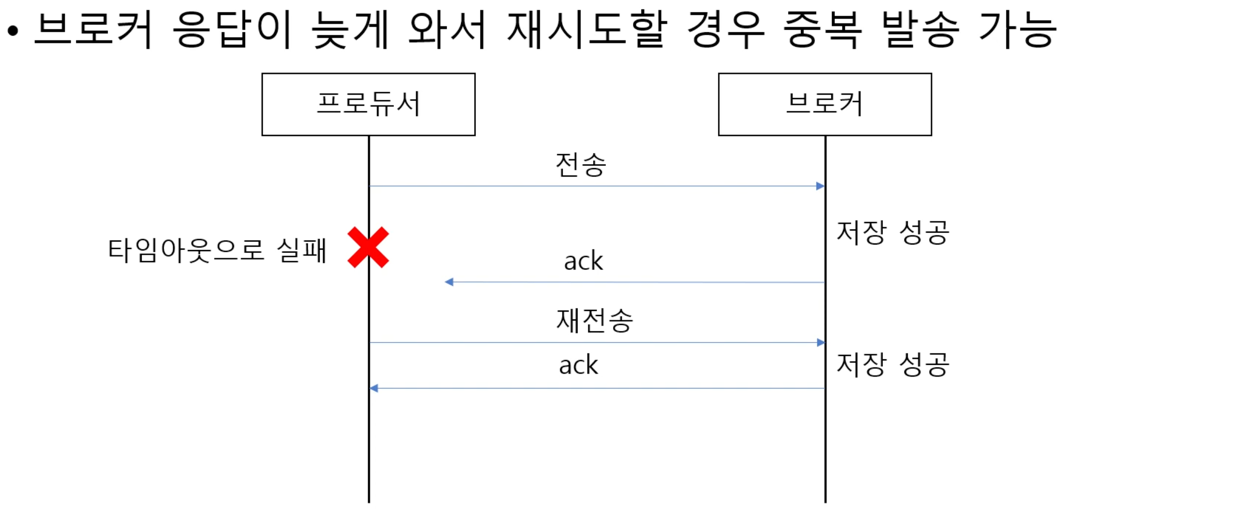 • 브로커 응답이 늦게 와서 재시도할 경우 중복 발송 가능
프로듀서
브로커
전송
저장 성공
타임아웃으로 실패
ack
재전송
ack
저장 성공